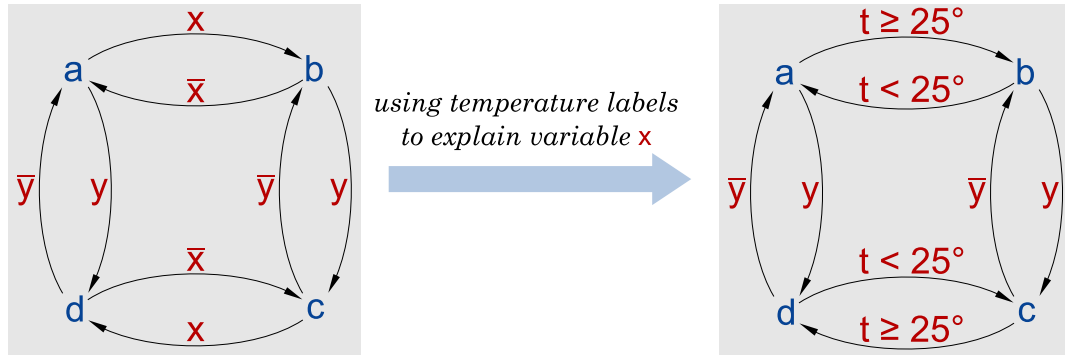 x
a
b
x̅
y̅
y
y̅
y
x̅
d
c
x
using temperature labels
to explain variable x
t ≥ 25°
a
b
t < 25°
y̅
y
y̅
y
t < 25°
d
c
t ≥ 25°